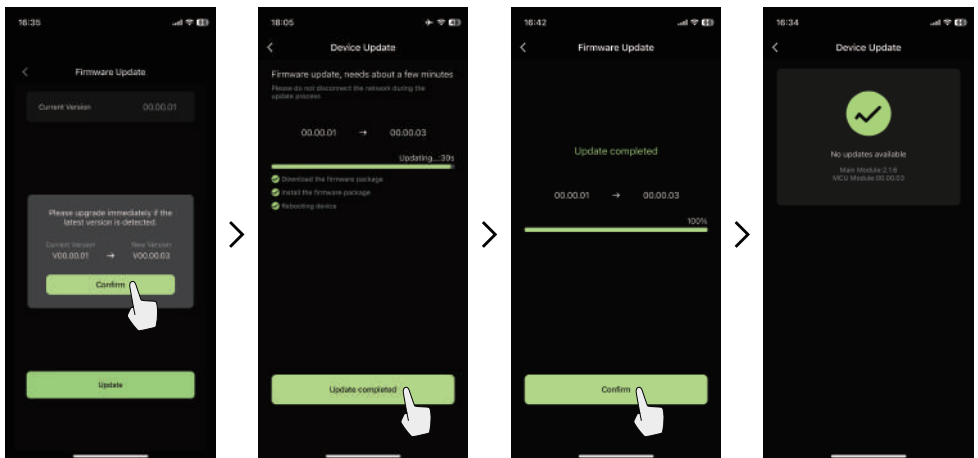 16:35
Firmware Update
Current Version 00.00.01
Please upgrade immediately if the
latest version is detected.
Current Version New Version
V00.00.01 → V00.00.03
Confirm
Update
18:05
Device Update
Firmware update, needs about a few minutes
Please do not disconnect the network during the
update process
00.00.01 → 00.00.03
Updating...:30s
Download the firmware package
Install the firmware package
Rebooting device
Update completed
16:42
Firmware Update
Update completed
00.00.01 → 00.00.03
100%
Confirm
16:34
Device Update
No updates available
Main Module:2.1.6
MCU Module:00.00.03